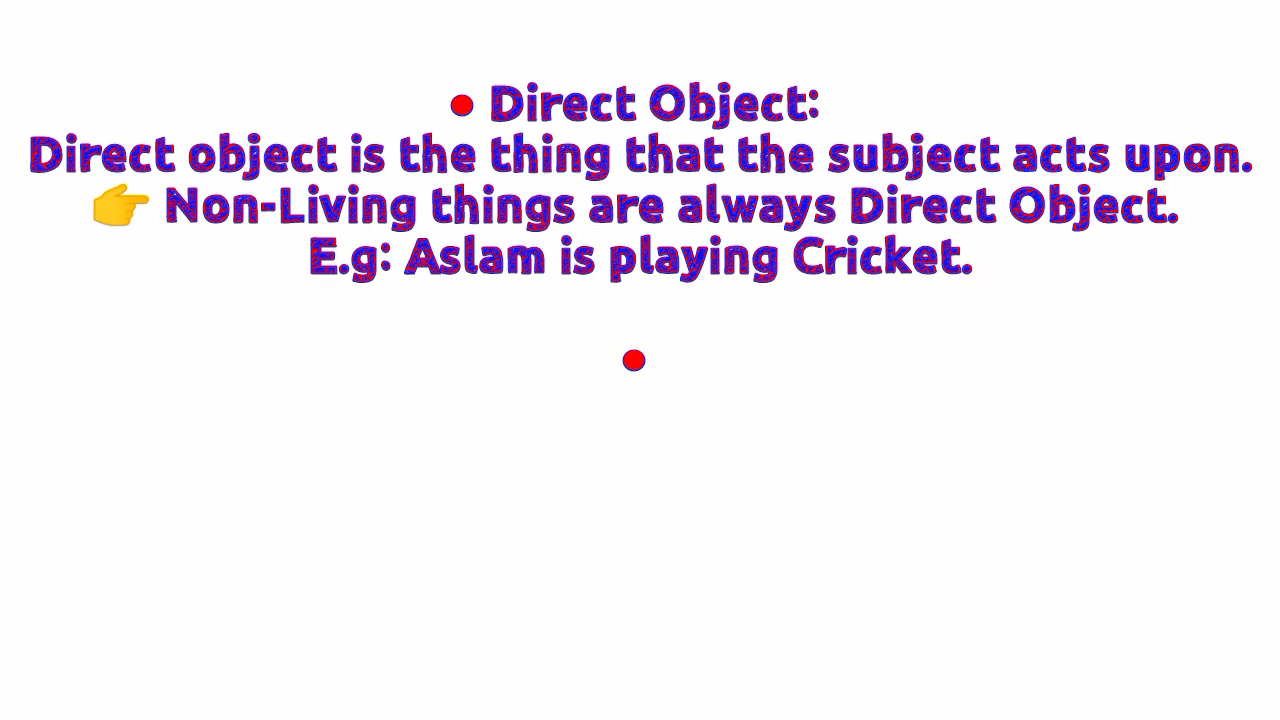 ● Direct Object:
Direct object is the thing that the subject acts upon.
👉 Non-Living things are always Direct Object.
E.g: Aslam is playing Cricket.
●